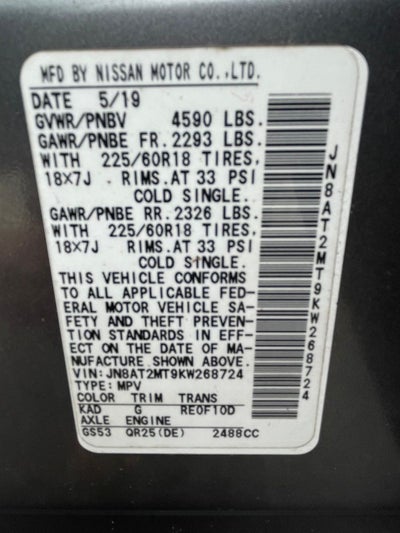 MFD BY NISSAN MOTOR CO.,LTD.
DATE 5/19
GVWR/PNBV 4590 LBS.
GAWR/PNBE FR. 2293 LBS.
WITH 225/60R18 TIRES,
18X7J RIMS.AT 33 PSI
COLD SINGLE.
GAWR/PNBE RR. 2326 LBS.
WITH 225/60R18 TIRES,
18X7J RIMS.AT 33 PSI
COLD SINGLE.
THIS VEHICLE CONFORMS
TO ALL APPLICABLE FED-
ERAL MOTOR VEHICLE SA-
FETY AND THEFT PREVEN-
TION STANDARDS IN EFF-
ECT ON THE DATE OF MA-
NUFACTURE SHOWN ABOVE.
VIN: JN8AT2MT9KW268724
TYPE: MPV
COLOR TRIM TRANS
KAD G RE0F10D
AXLE ENGINE
GS53 QR25(DE) 2488CC
JN8AT2MT9KW268724